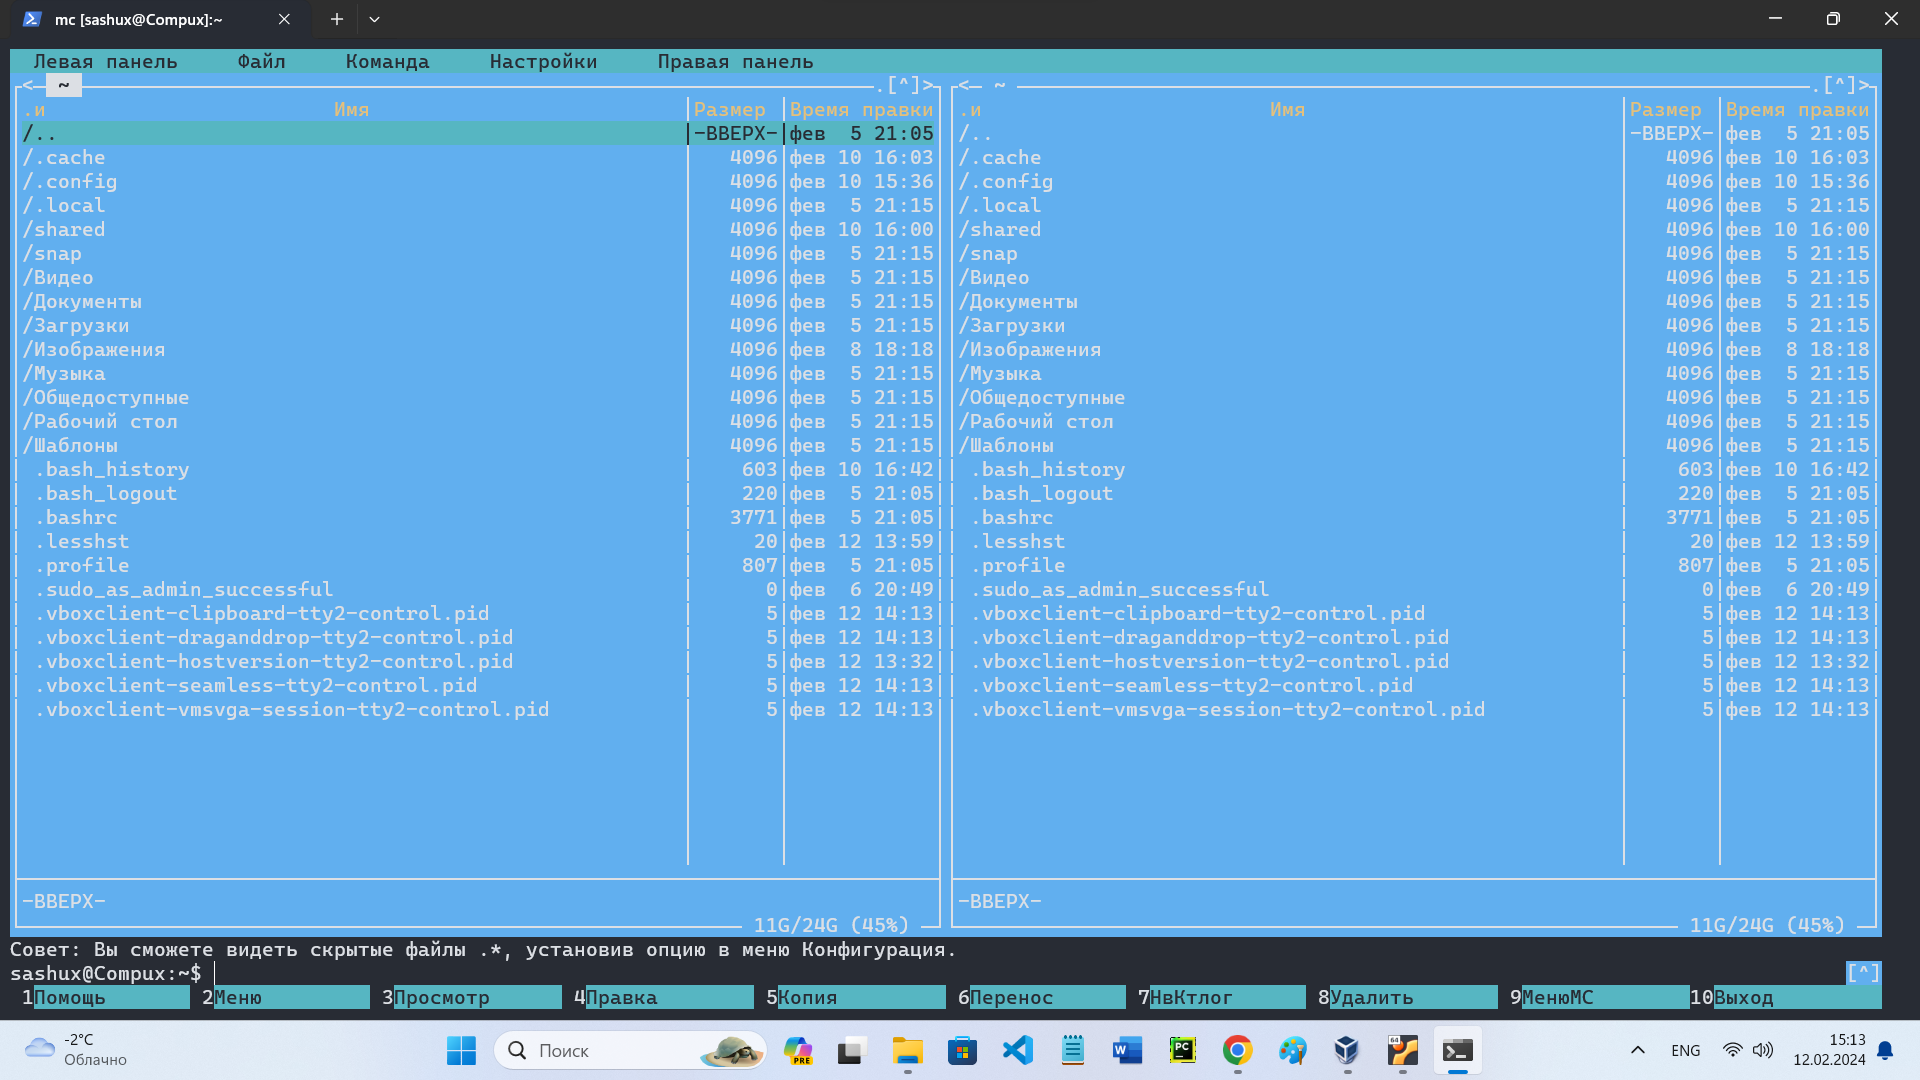 mc [sashux@Compux]:~
Левая панель Файл Команда Настройки Правая панель
<— ~ .[^]> <— ~ .[^]>
.и Имя Размер Время правки .и Имя Размер Время правки
/.. -ВВЕРХ- фев 5 21:05 /.. -ВВЕРХ- фев 5 21:05
/.cache 4096 фев 10 16:03 /.cache 4096 фев 10 16:03
/.config 4096 фев 10 15:36 /.config 4096 фев 10 15:36
/.local 4096 фев 5 21:15 /.local 4096 фев 5 21:15
/shared 4096 фев 10 16:00 /shared 4096 фев 10 16:00
/snap 4096 фев 5 21:15 /snap 4096 фев 5 21:15
/Видео 4096 фев 5 21:15 /Видео 4096 фев 5 21:15
/Документы 4096 фев 5 21:15 /Документы 4096 фев 5 21:15
/Загрузки 4096 фев 5 21:15 /Загрузки 4096 фев 5 21:15
/Изображения 4096 фев 8 18:18 /Изображения 4096 фев 8 18:18
/Музыка 4096 фев 5 21:15 /Музыка 4096 фев 5 21:15
/Общедоступные 4096 фев 5 21:15 /Общедоступные 4096 фев 5 21:15
/Рабочий стол 4096 фев 5 21:15 /Рабочий стол 4096 фев 5 21:15
/Шаблоны 4096 фев 5 21:15 /Шаблоны 4096 фев 5 21:15
.bash_history 603 фев 10 16:42 .bash_history 603 фев 10 16:42
.bash_logout 220 фев 5 21:05 .bash_logout 220 фев 5 21:05
.bashrc 3771 фев 5 21:05 .bashrc 3771 фев 5 21:05
.lesshst 20 фев 12 13:59 .lesshst 20 фев 12 13:59
.profile 807 фев 5 21:05 .profile 807 фев 5 21:05
.sudo_as_admin_successful 0 фев 6 20:49 .sudo_as_admin_successful 0 фев 6 20:49
.vboxclient-clipboard-tty2-control.pid 5 фев 12 14:13 .vboxclient-clipboard-tty2-control.pid 5 фев 12 14:13
.vboxclient-draganddrop-tty2-control.pid 5 фев 12 14:13 .vboxclient-draganddrop-tty2-control.pid 5 фев 12 14:13
.vboxclient-hostversion-tty2-control.pid 5 фев 12 13:32 .vboxclient-hostversion-tty2-control.pid 5 фев 12 13:32
.vboxclient-seamless-tty2-control.pid 5 фев 12 14:13 .vboxclient-seamless-tty2-control.pid 5 фев 12 14:13
.vboxclient-vmsvga-session-tty2-control.pid 5 фев 12 14:13 .vboxclient-vmsvga-session-tty2-control.pid 5 фев 12 14:13
-ВВЕРХ- -ВВЕРХ-
11G/24G (45%) 11G/24G (45%)
Совет: Вы сможете видеть скрытые файлы .*, установив опцию в меню Конфигурация.
sashux@Compux:~$ [^]
1Помощь 2Меню 3Просмотр 4Правка 5Копия 6Перенос 7НвКтлог 8Удалить 9МенюМС 10Выход
-2°C
Облачно
Поиск
PRE
W
PC
64
ENG
15:13
12.02.2024